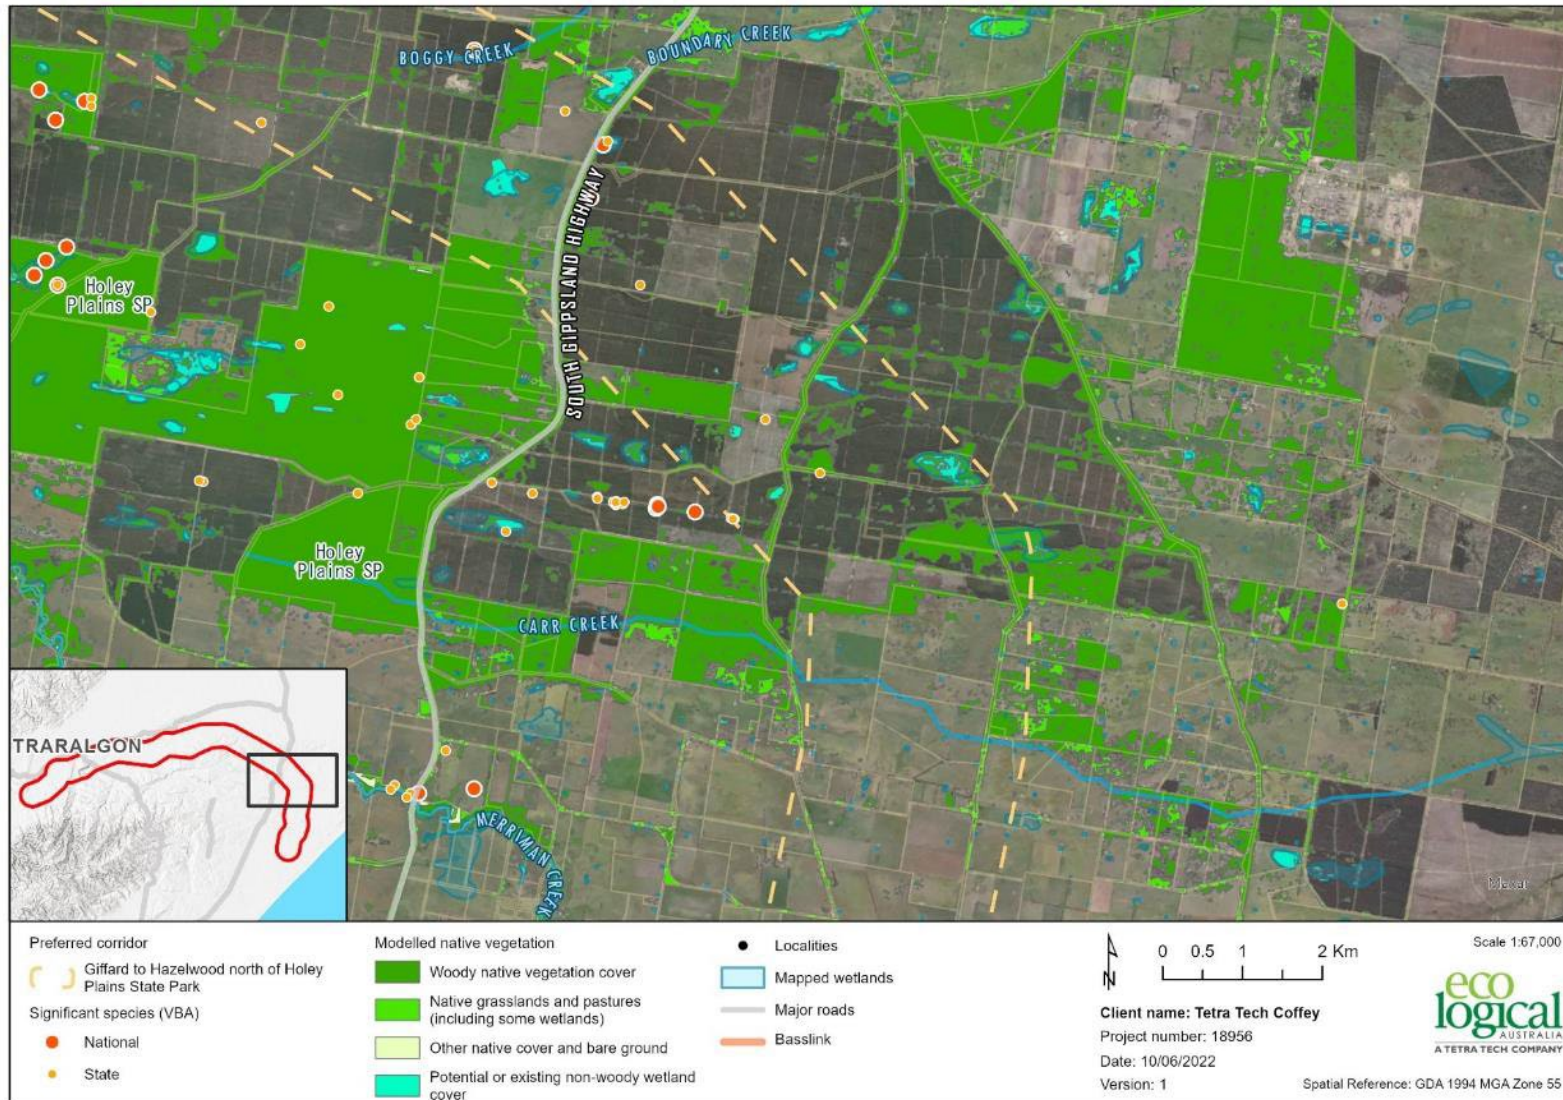 BOGGY CREEK
BOUNDARY CREEK
SOUTH GIPPSLAND HIGHWAY
Holey
Plains SP
Holey
Plains SP
CARR CREEK
MERRIMAN CREEK
TRARALGON
Maxar
Preferred corridor
Giffard to Hazelwood north of Holey
Plains State Park
Significant species (VBA)
National
State
Modelled native vegetation
Woody native vegetation cover
Native grasslands and pastures
(including some wetlands)
Other native cover and bare ground
Potential or existing non-woody wetland
cover
Localities
Mapped wetlands
Major roads
Basslink
N
0 0.5 1 2 Km
Client name: Tetra Tech Coffey
Project number: 18956
Date: 10/06/2022
Version: 1
Scale 1:67,000
eco
logical
AUSTRALIA
A TETRA TECH COMPANY
Spatial Reference: GDA 1994 MGA Zone 55